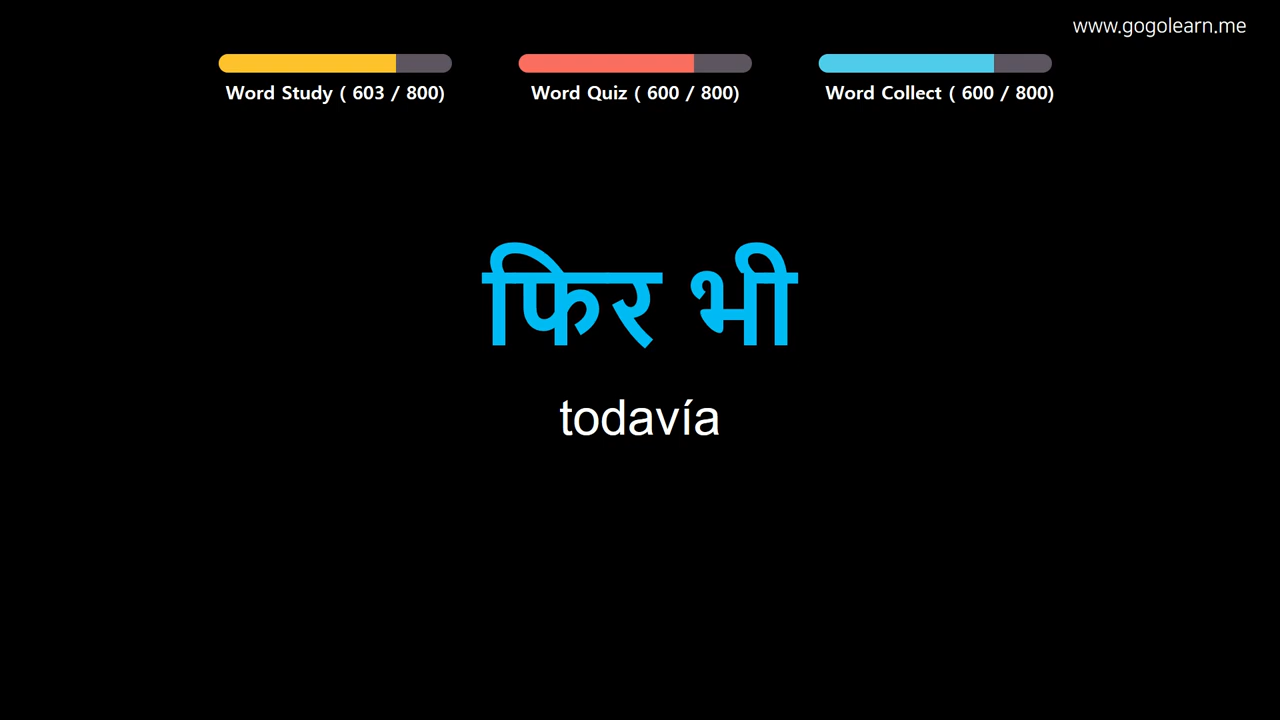 www.gogolearn.me
Word Study ( 603 / 800)
Word Quiz ( 600 / 800)
Word Collect ( 600 / 800)
फिर भी
todavía